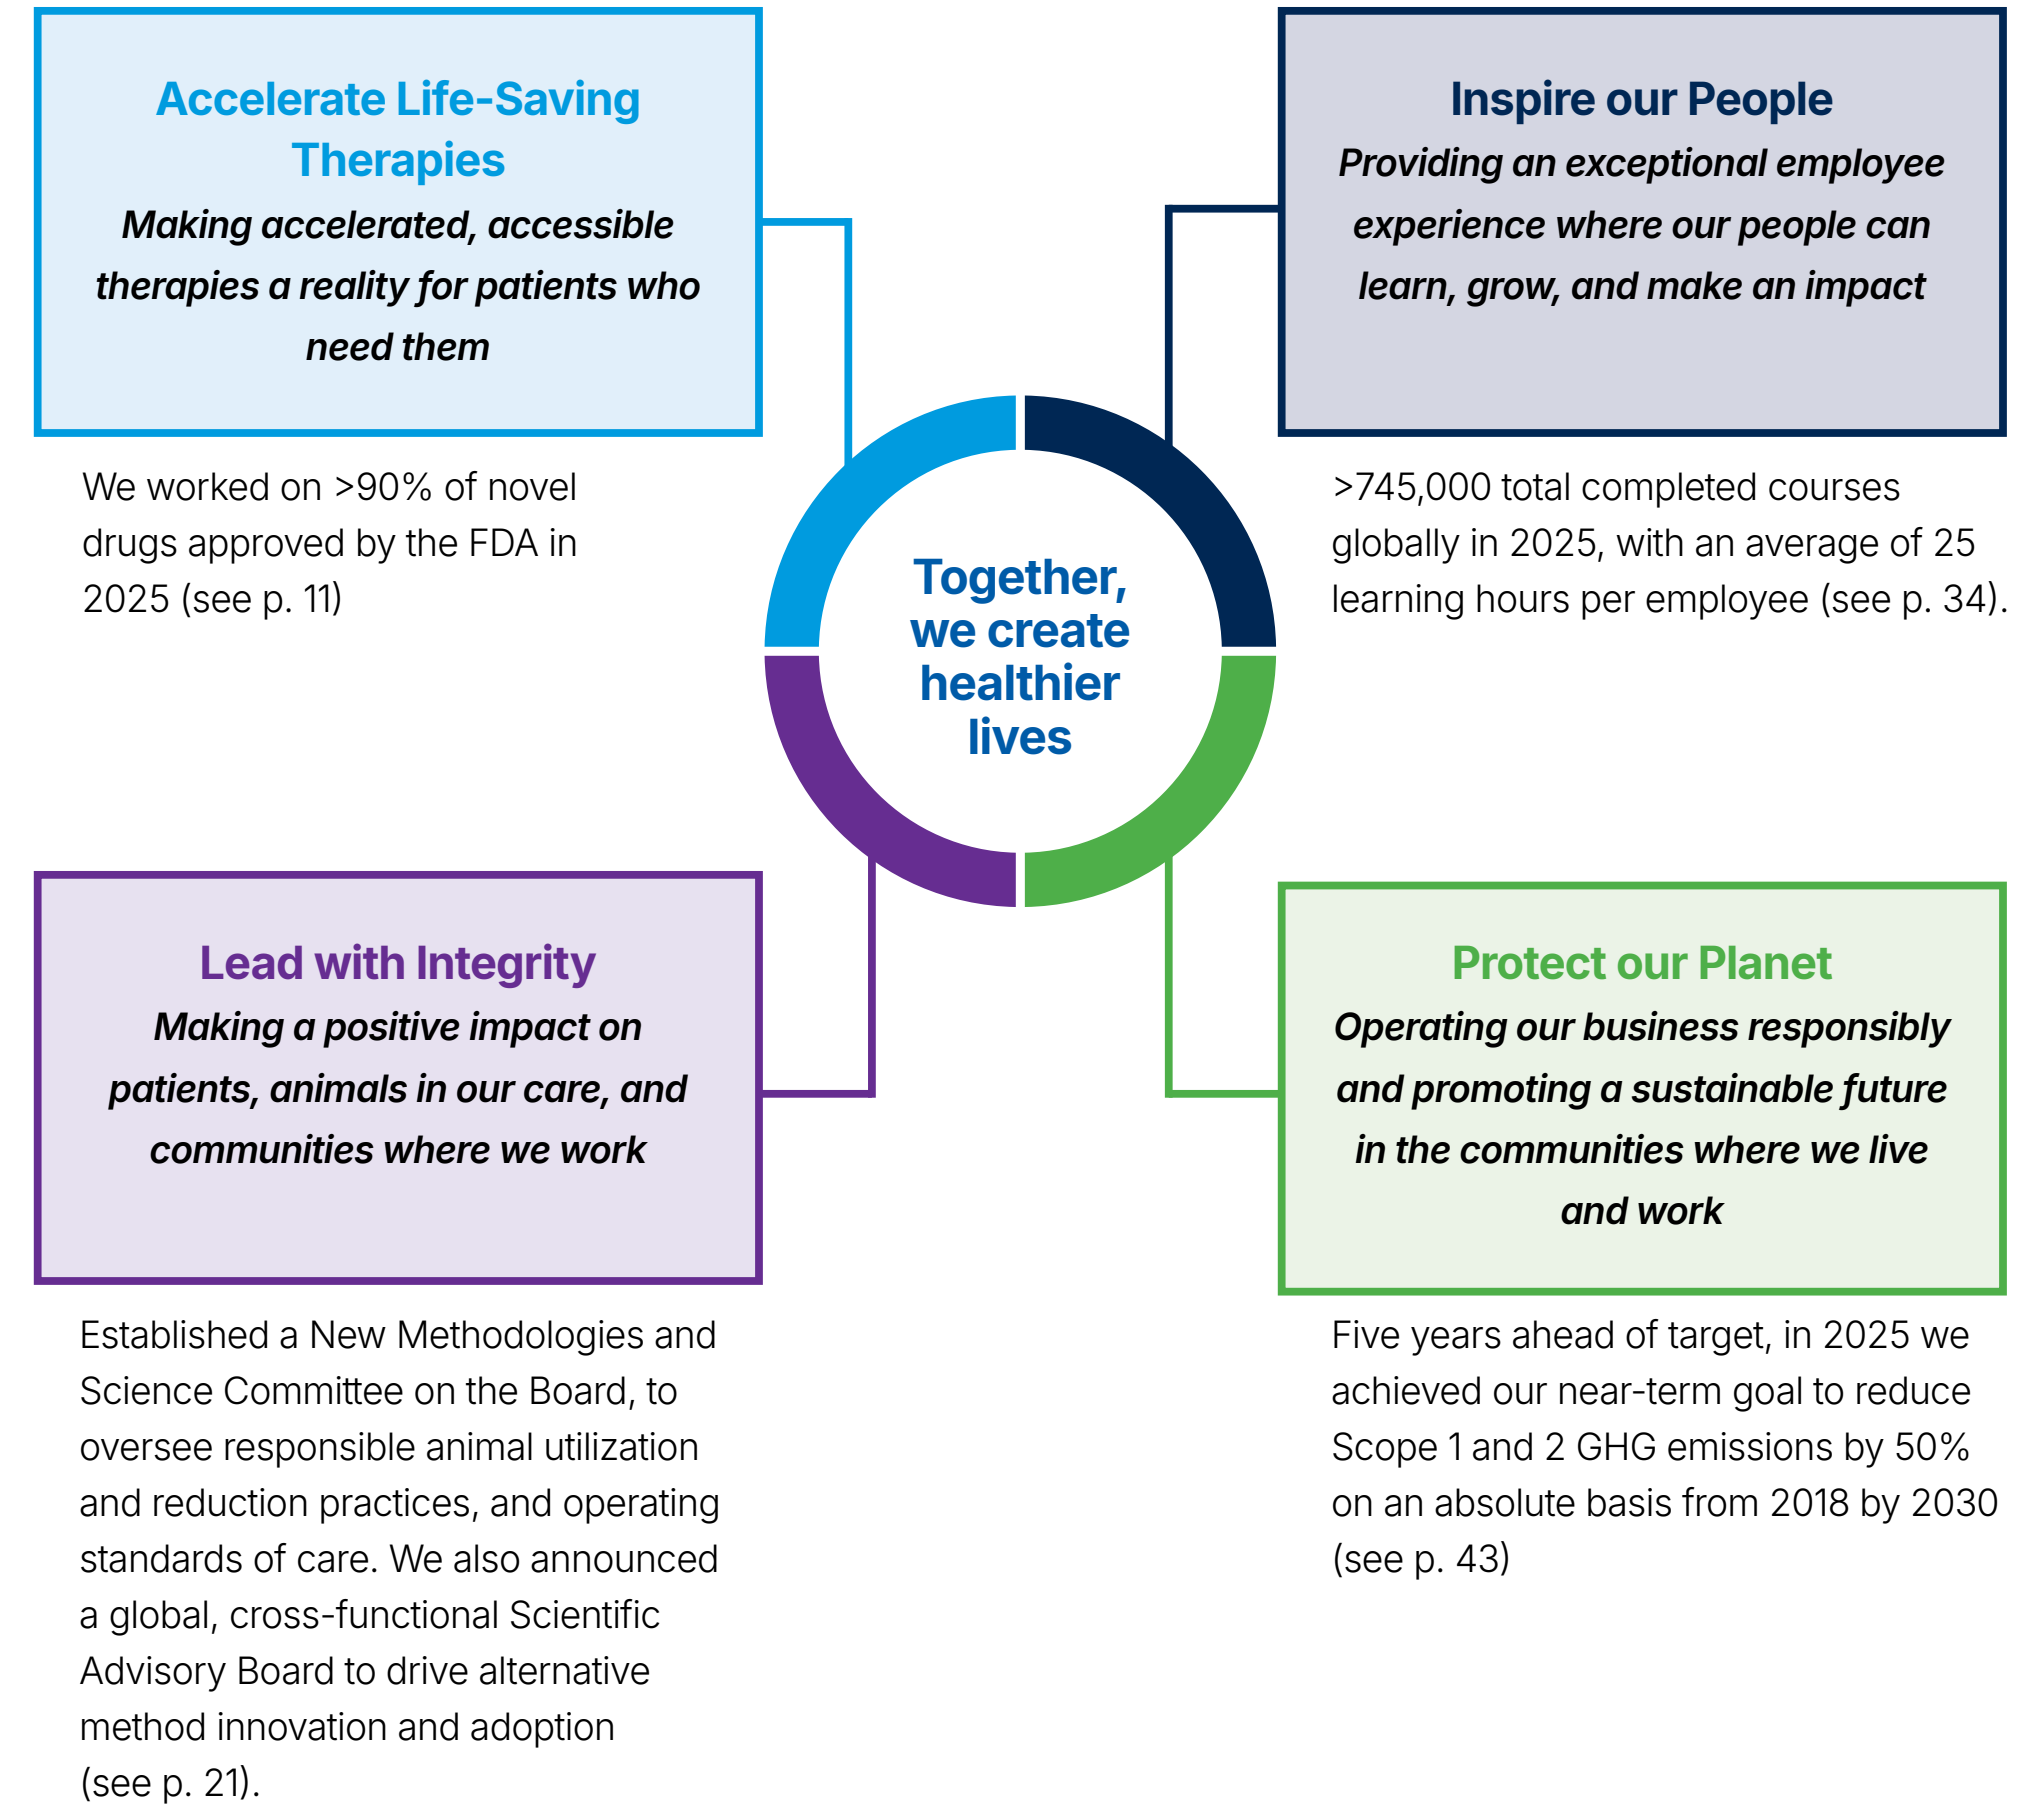 Accelerate Life-Saving
Therapies
Making accelerated, accessible
therapies a reality for patients who
need them
We worked on >90% of novel
drugs approved by the FDA in
2025 (see p. 11)
Inspire our People
Providing an exceptional employee
experience where our people can
learn, grow, and make an impact
>745,000 total completed courses
globally in 2025, with an average of 25
learning hours per employee (see p. 34).
Together,
we create
healthier
lives
Lead with Integrity
Making a positive impact on
patients, animals in our care, and
communities where we work
Established a New Methodologies and
Science Committee on the Board, to
oversee responsible animal utilization
and reduction practices, and operating
standards of care. We also announced
a global, cross-functional Scientific
Advisory Board to drive alternative
method innovation and adoption
(see p. 21).
Protect our Planet
Operating our business responsibly
and promoting a sustainable future
in the communities where we live
and work
Five years ahead of target, in 2025 we
achieved our near-term goal to reduce
Scope 1 and 2 GHG emissions by 50%
on an absolute basis from 2018 by 2030
(see p. 43)